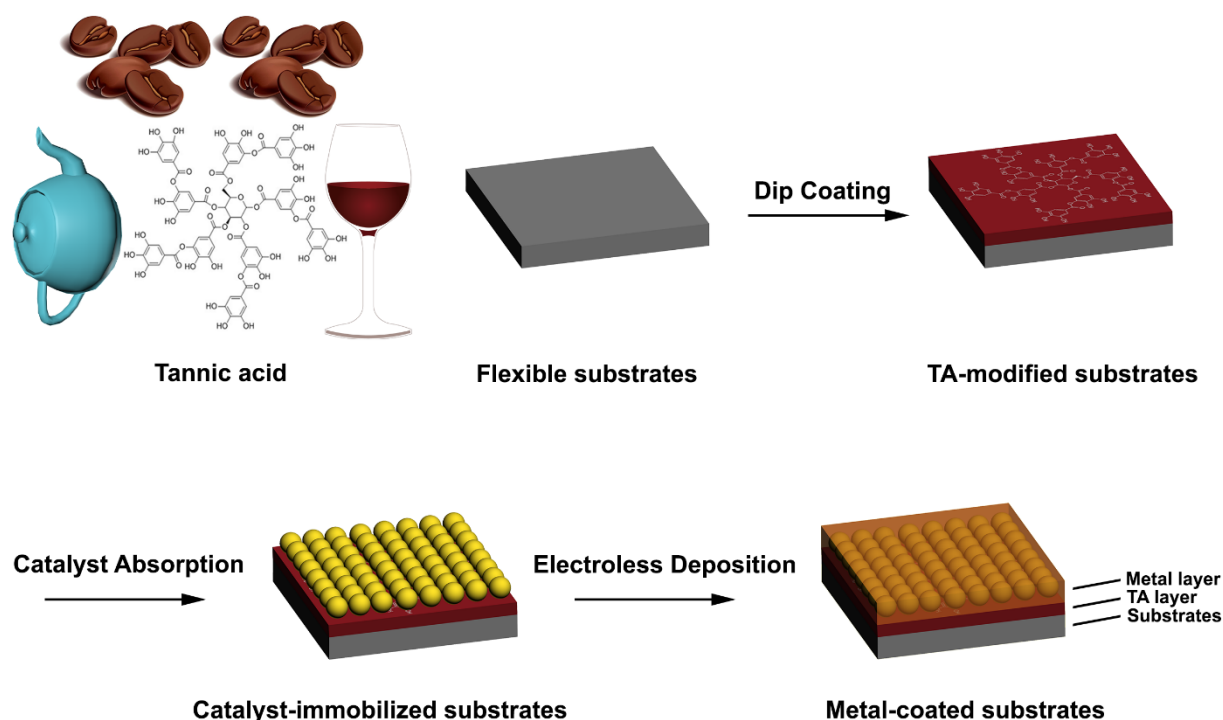 Tannic acid
Flexible substrates
Dip Coating
TA-modified substrates
Catalyst Absorption
Catalyst-immobilized substrates
Electroless Deposition
Metal layer
TA layer
Substrates
Metal-coated substrates